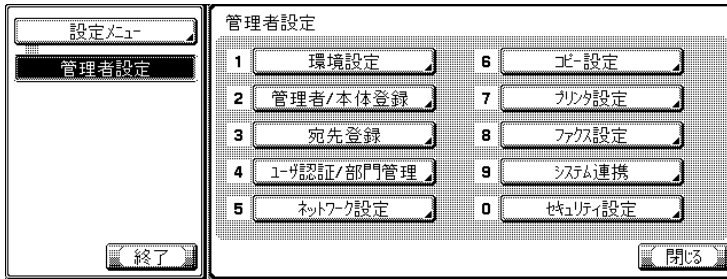 設定ﾒﾆｭｰ
管理者設定
終了
管理者設定
1 環境設定
2 管理者/本体登録
3 宛先登録
4 ﾕｰｻﾞ認証/部門管理
5 ﾈｯﾄﾜｰｸ設定
6 ｺﾋﾟｰ設定
7 ﾌﾟﾘﾝﾀ設定
8 ﾌｧｸｽ設定
9 ｼｽﾃﾑ連携
0 ｾｷｭﾘﾃｨ設定
閉じる